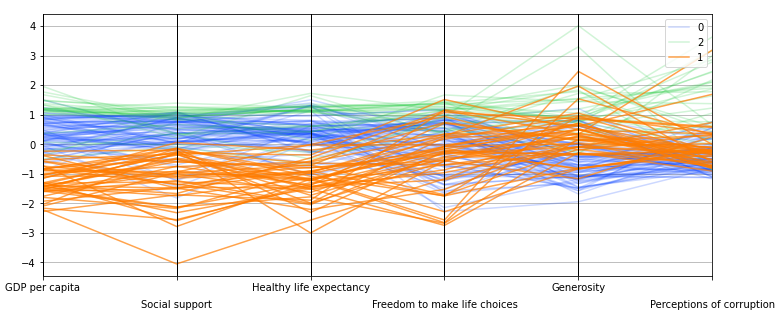 4
3
2
1
0
−1
−2
−3
−4
0
2
1
GDP per capita
Healthy life expectancy
Generosity
Social support
Freedom to make life choices
Perceptions of corruption